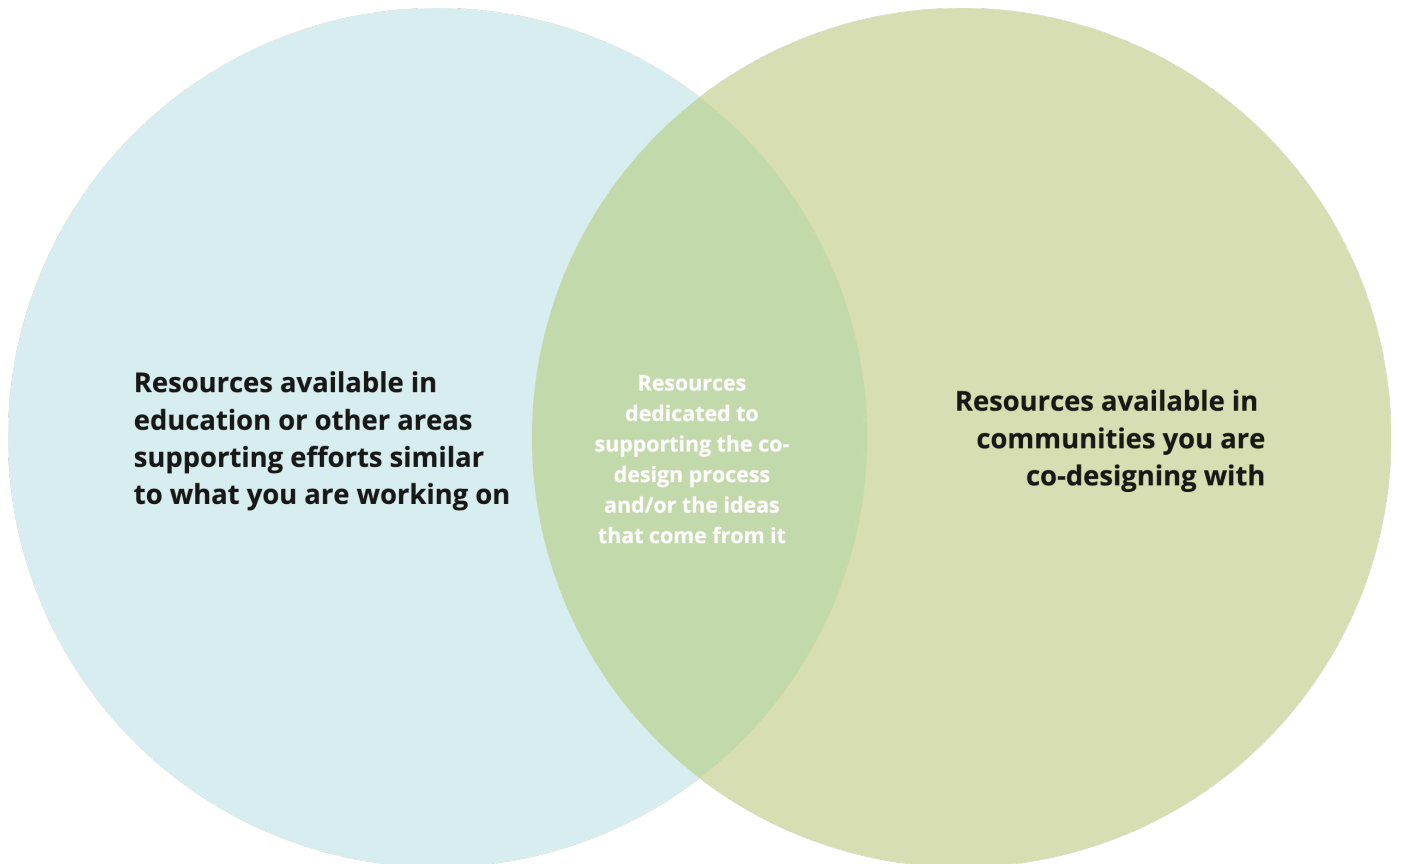 Resources available in
education or other areas
supporting efforts similar
to what you are working on
Resources
dedicated to
supporting the co-
design process
and/or the ideas
that come from it
Resources available in
communities you are
co-designing with